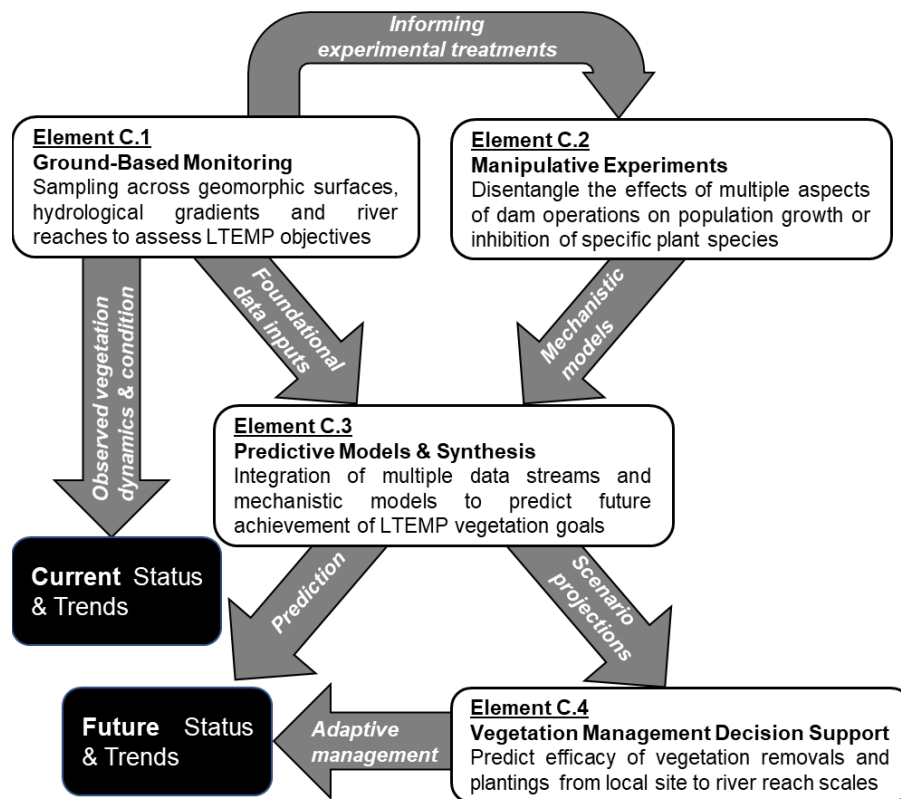 Informing
experimental treatments
Element C.1
Ground-Based Monitoring
Sampling across geomorphic surfaces,
hydrological gradients and river
reaches to assess LTEMP objectives
Element C.2
Manipulative Experiments
Disentangle the effects of multiple aspects
of dam operations on population growth or
inhibition of specific plant species
Observed vegetation
dynamics & condition
Foundational
data inputs
Mechanistic
models
Element C.3
Predictive Models & Synthesis
Integration of multiple data streams and
mechanistic models to predict future
achievement of LTEMP vegetation goals
Current Status
& Trends
Prediction
Scenario
projections
Future Status
& Trends
Adaptive
management
Element C.4
Vegetation Management Decision Support
Predict efficacy of vegetation removals and
plantings from local site to river reach scales